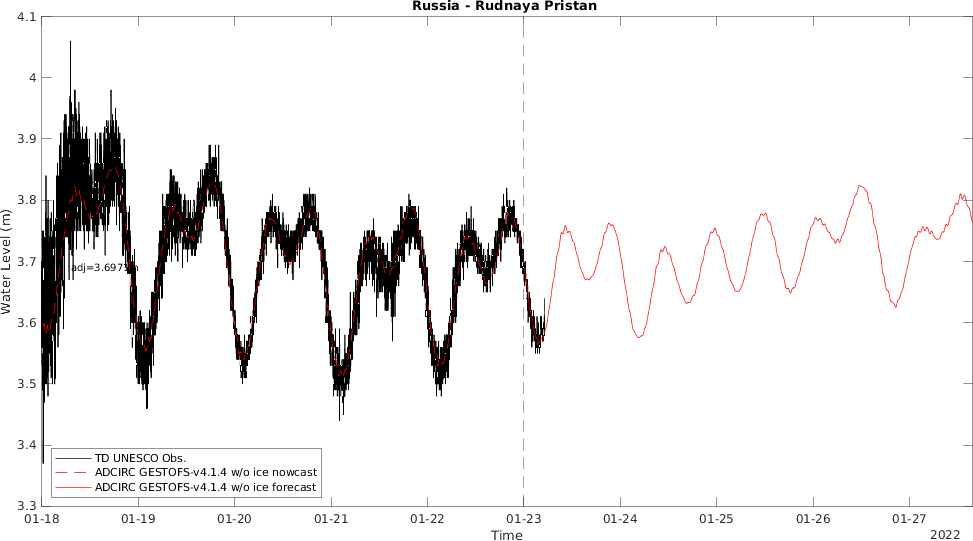 Russia - Rudnaya Pristan
4.1
4
3.9
3.8
3.7
3.6
3.5
3.4
3.3
Water Level (m)
TD UNESCO Obs.
ADCIRC GESTOFS-v4.1.4 w/o ice nowcast
ADCIRC GESTOFS-v4.1.4 w/o ice forecast
01-18 01-19 01-20 01-21 01-22 01-23 01-24 01-25 01-26 01-27
Time
2022